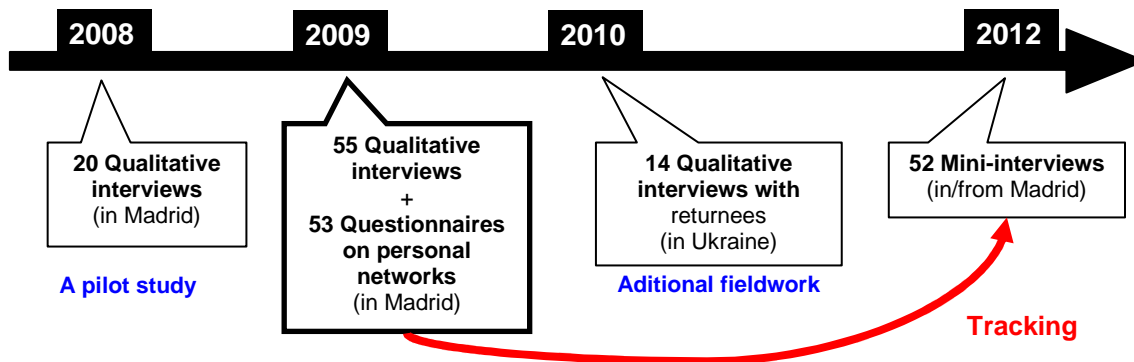 2008
2009
2010
2012
20 Qualitative
interviews
(in Madrid)
A pilot study
55 Qualitative
interviews
+
53 Questionnaires
on personal
networks
(in Madrid)
14 Qualitative
interviews with
returnees
(in Ukraine)
Aditional fieldwork
52 Mini-interviews
(in/from Madrid)
Tracking